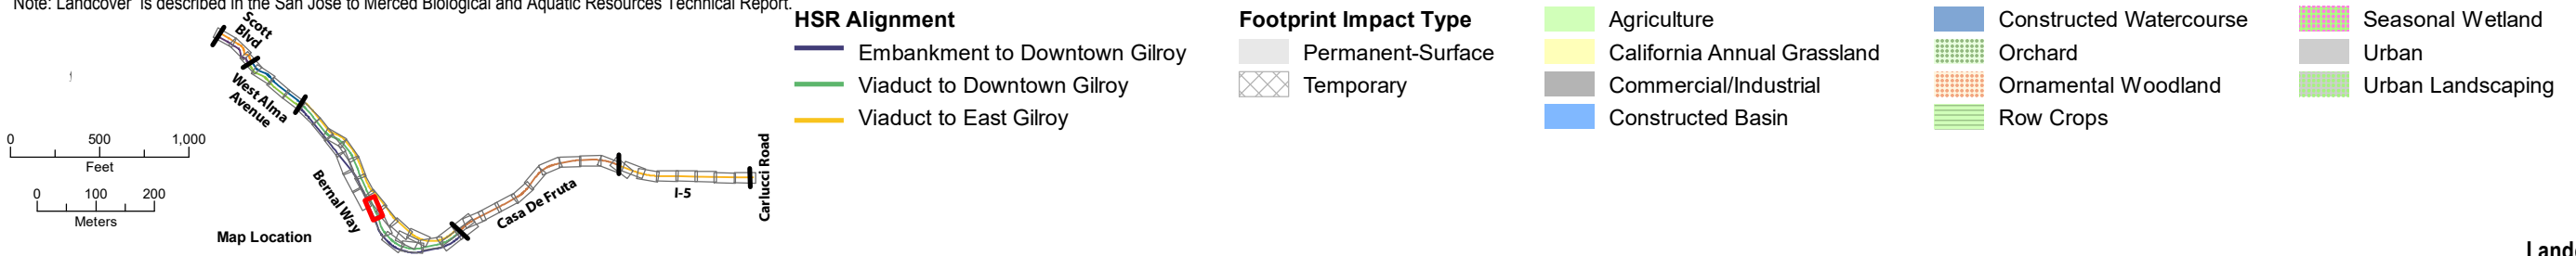 Note: Landcover is described in the San Jose to Merced Biological and Aquatic Resources Technical Report.
Scott
Blvd
West Alma
Avenue
0 500 1,000
Feet
0 100 200
Meters
Bernal Way
Map Location
Casa De Fruta
I-5
Carlucci Road
HSR Alignment
Embankment to Downtown Gilroy
Viaduct to Downtown Gilroy
Viaduct to East Gilroy
Footprint Impact Type
Permanent-Surface
Temporary
Agriculture
California Annual Grassland
Commercial/Industrial
Constructed Basin
Constructed Watercourse
Orchard
Ornamental Woodland
Row Crops
Seasonal Wetland
Urban
Urban Landscaping